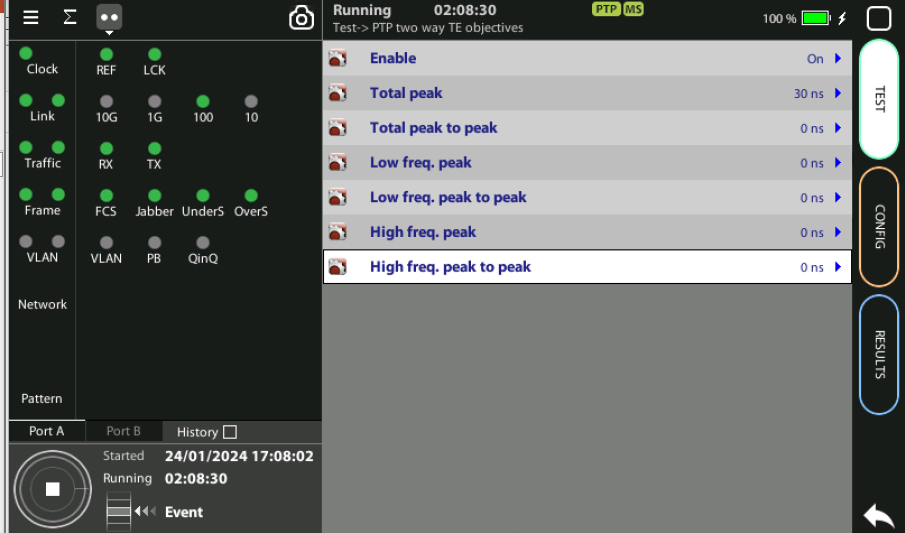 Running 02:08:30 PTP MS
Test-> PTP two way TE objectives
100 %
Clock REF LCK
Link 10G 1G 100 10
Traffic RX TX
Frame FCS Jabber UnderS OverS
VLAN VLAN PB QinQ
Network
Pattern
Port A Port B History
Started 24/01/2024 17:08:02
Running 02:08:30
Event
Enable On
Total peak 30 ns
Total peak to peak 0 ns
Low freq. peak 0 ns
Low freq. peak to peak 0 ns
High freq. peak 0 ns
High freq. peak to peak 0 ns
TEST
CONFIG
RESULTS